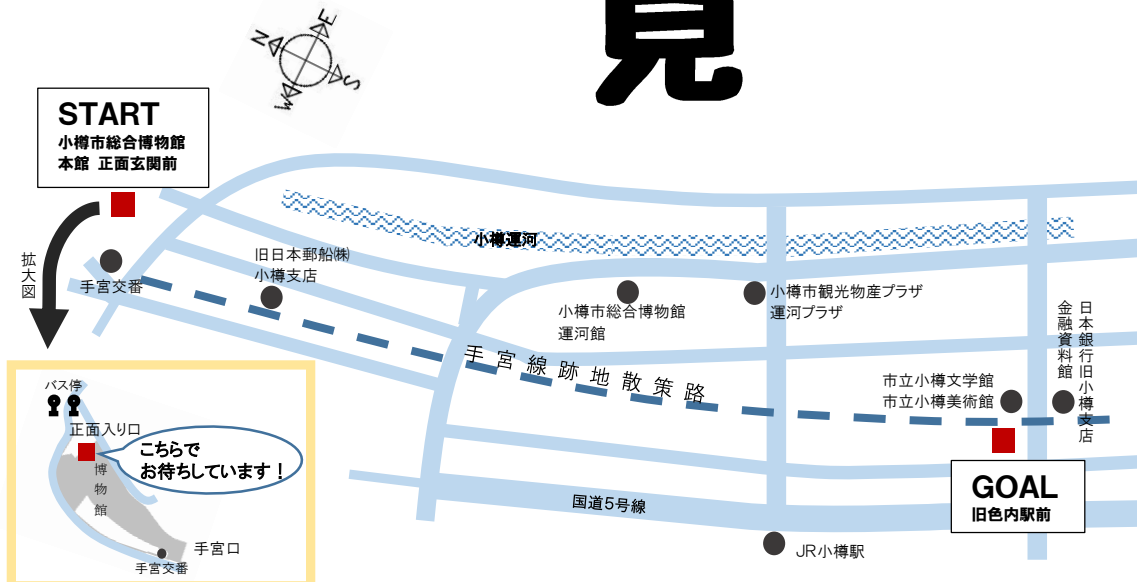 見
N
E
S
W
START
小樽市総合博物館
本館 正面玄関前
拡大図
手宮交番
旧日本郵船㈱
小樽支店
小樽運河
小樽市総合博物館
運河館
小樽市観光物産プラザ
運河プラザ
日本銀行旧小樽支店
金融資料館
手宮線跡地散策路
市立小樽文学館
市立小樽美術館
GOAL
旧色内駅前
国道5号線
JR小樽駅
バス停
正面入り口
こちらで
お待ちしています！
博物館
手宮口
手宮交番